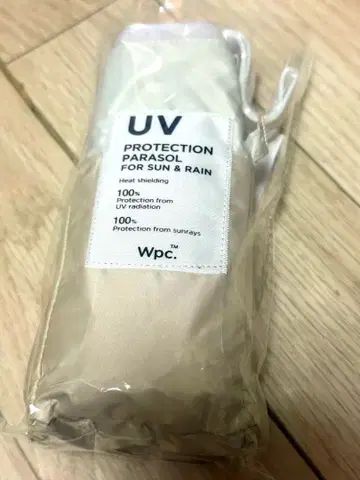 UV
PROTECTION
PARASOL
FOR SUN & RAIN
Heat shielding
100%
Protection from
UV radiation
100%
Protection from sunrays
Wpc.™